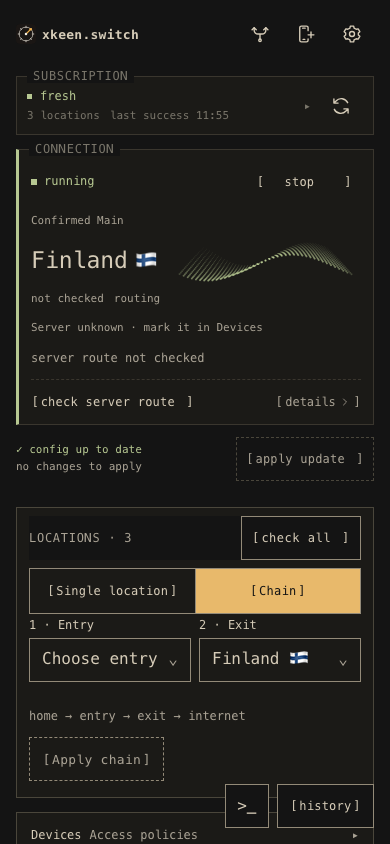 xkeen.switch
SUBSCRIPTION
fresh
3 locations last success 11:55
CONNECTION
running
[ stop ]
Confirmed Main
Finland 🇫🇮
not checked routing
Server unknown · mark it in Devices
server route not checked
[check server route ] [details > ]
✓ config up to date
no changes to apply
[apply update ]
LOCATIONS · 3
[check all ]
[Single location] [Chain]
1 · Entry 2 · Exit
Choose entry ⌄ Finland 🇫🇮 ⌄
home → entry → exit → internet
[Apply chain]
>_ [history]
Devices Access policies ▸